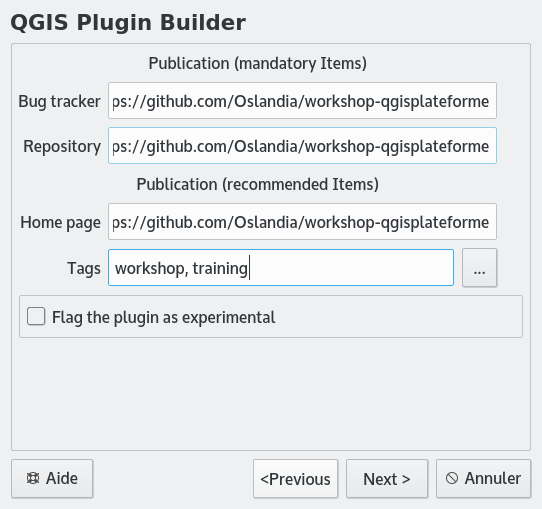 QGIS Plugin Builder
Publication (mandatory Items)
Bug tracker ps://github.com/Oslandia/workshop-qgisplateforme
Repository ps://github.com/Oslandia/workshop-qgisplateforme
Publication (recommended Items)
Home page ps://github.com/Oslandia/workshop-qgisplateforme
Tags workshop, training ...
Flag the plugin as experimental
Aide <Previous Next > Annuler